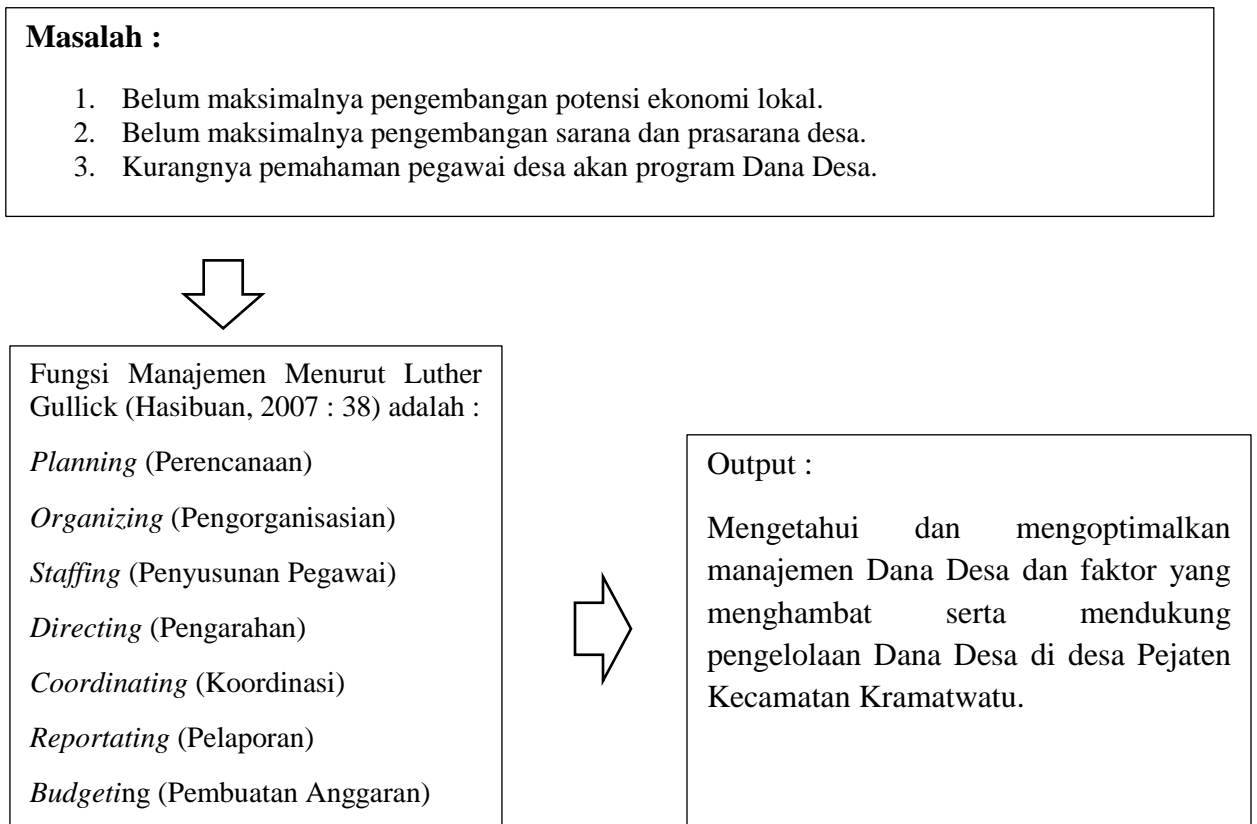 Masalah :
1. Belum maksimalnya pengembangan potensi ekonomi lokal.
2. Belum maksimalnya pengembangan sarana dan prasarana desa.
3. Kurangnya pemahaman pegawai desa akan program Dana Desa.
Fungsi Manajemen Menurut Luther
Gullick (Hasibuan, 2007 : 38) adalah :
Planning (Perencanaan)
Organizing (Pengorganisasian)
Staffing (Penyusunan Pegawai)
Directing (Pengarahan)
Coordinating (Koordinasi)
Reportating (Pelaporan)
Budgeting (Pembuatan Anggaran)
Output :
Mengetahui dan mengoptimalkan
manajemen Dana Desa dan faktor yang
menghambat serta mendukung
pengelolaan Dana Desa di desa Pejaten
Kecamatan Kramatwatu.